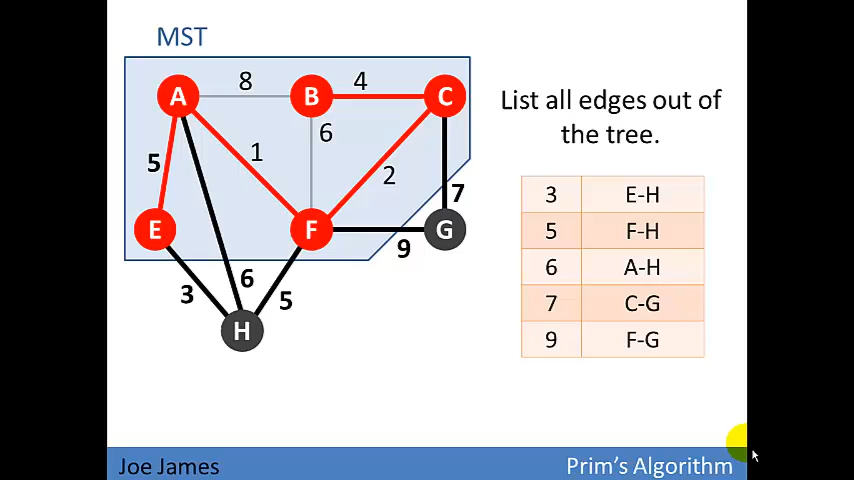 MST
A
8
B
4
C
6
5
1
2
7
E
F
G
9
6
3
5
H
List all edges out of
the tree.
3 E-H
5 F-H
6 A-H
7 C-G
9 F-G
Joe James
Prim's Algorithm